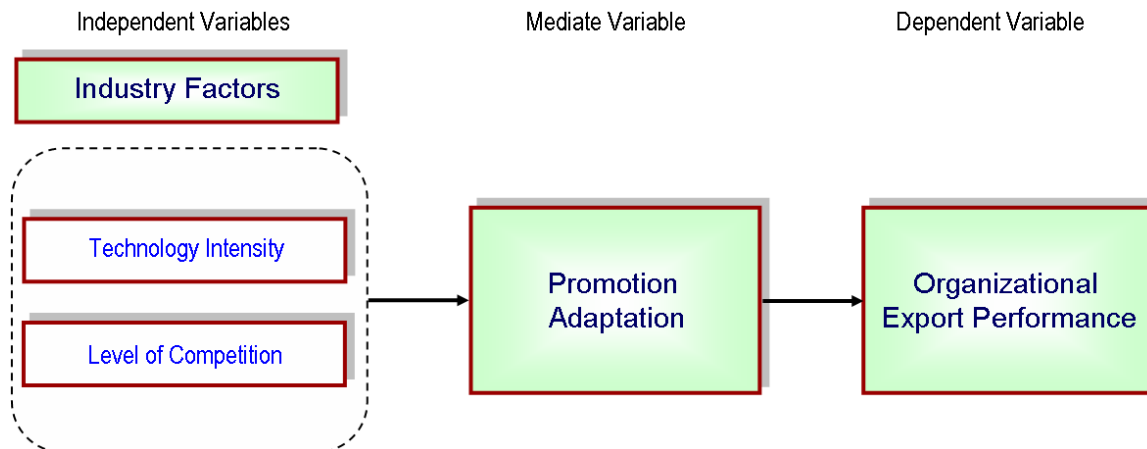 Independent Variables
Mediate Variable
Dependent Variable
Industry Factors
Technology Intensity
Level of Competition
Promotion
Adaptation
Organizational
Export Performance